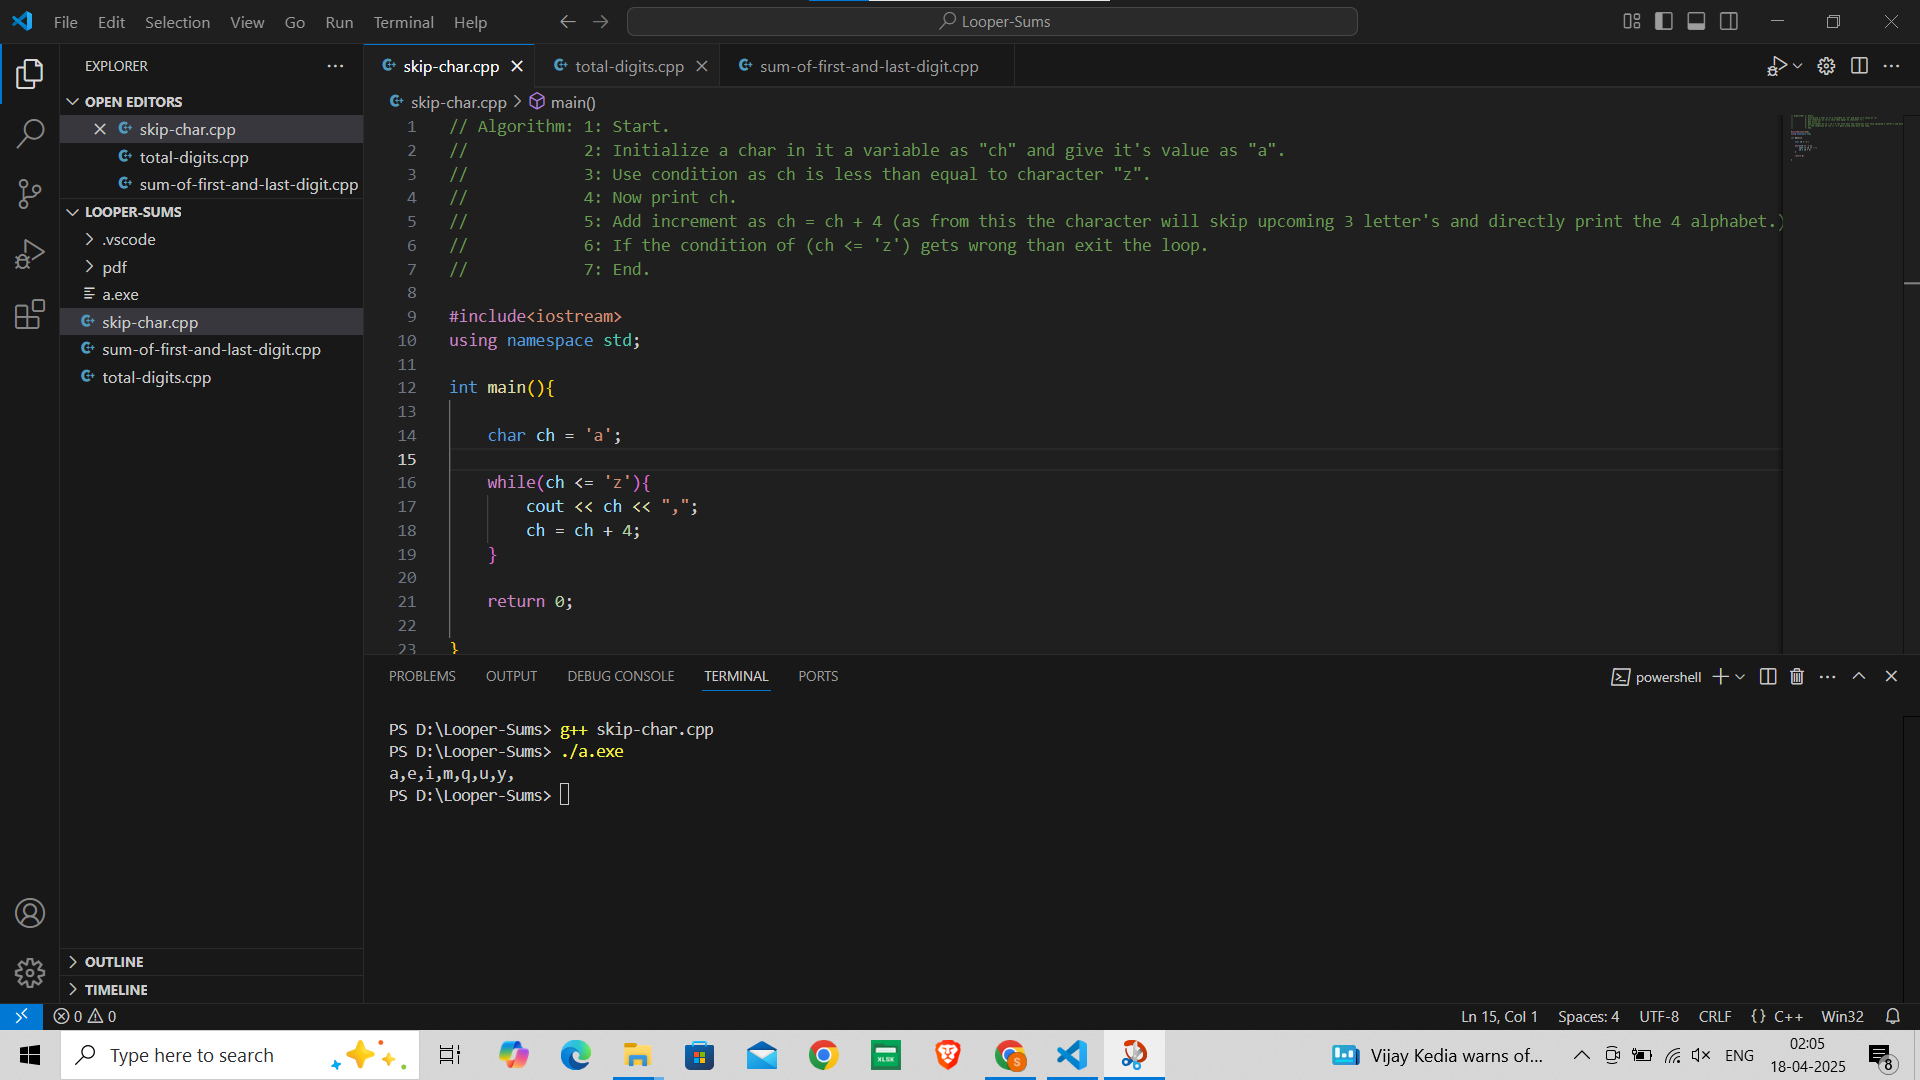 File Edit Selection View Go Run Terminal Help
Looper-Sums
EXPLORER
OPEN EDITORS
skip-char.cpp
total-digits.cpp
sum-of-first-and-last-digit.cpp
LOOPER-SUMS
.vscode
pdf
a.exe
skip-char.cpp
sum-of-first-and-last-digit.cpp
total-digits.cpp
OUTLINE
TIMELINE
skip-char.cpp total-digits.cpp sum-of-first-and-last-digit.cpp
skip-char.cpp > main()
1 // Algorithm: 1: Start.
2 // 2: Initialize a char in it a variable as "ch" and give it's value as "a".
3 // 3: Use condition as ch is less than equal to character "z".
4 // 4: Now print ch.
5 // 5: Add increment as ch = ch + 4 (as from this the character will skip upcoming 3 letter's and directly print the 4 alphabet.)
6 // 6: If the condition of (ch <= 'z') gets wrong than exit the loop.
7 // 7: End.
8
9 #include<iostream>
10 using namespace std;
11
12 int main(){
13
14 char ch = 'a';
15
16 while(ch <= 'z'){
17 cout << ch << ",";
18 ch = ch + 4;
19 }
20
21 return 0;
22
23 }
PROBLEMS OUTPUT DEBUG CONSOLE TERMINAL PORTS
powershell
PS D:\Looper-Sums> g++ skip-char.cpp
PS D:\Looper-Sums> ./a.exe
a,e,i,m,q,u,y,
PS D:\Looper-Sums>
0 0
Ln 15, Col 1 Spaces: 4 UTF-8 CRLF {} C++ Win32
Type here to search
XLSX
S
Vijay Kedia warns of...
ENG
02:05
18-04-2025
8